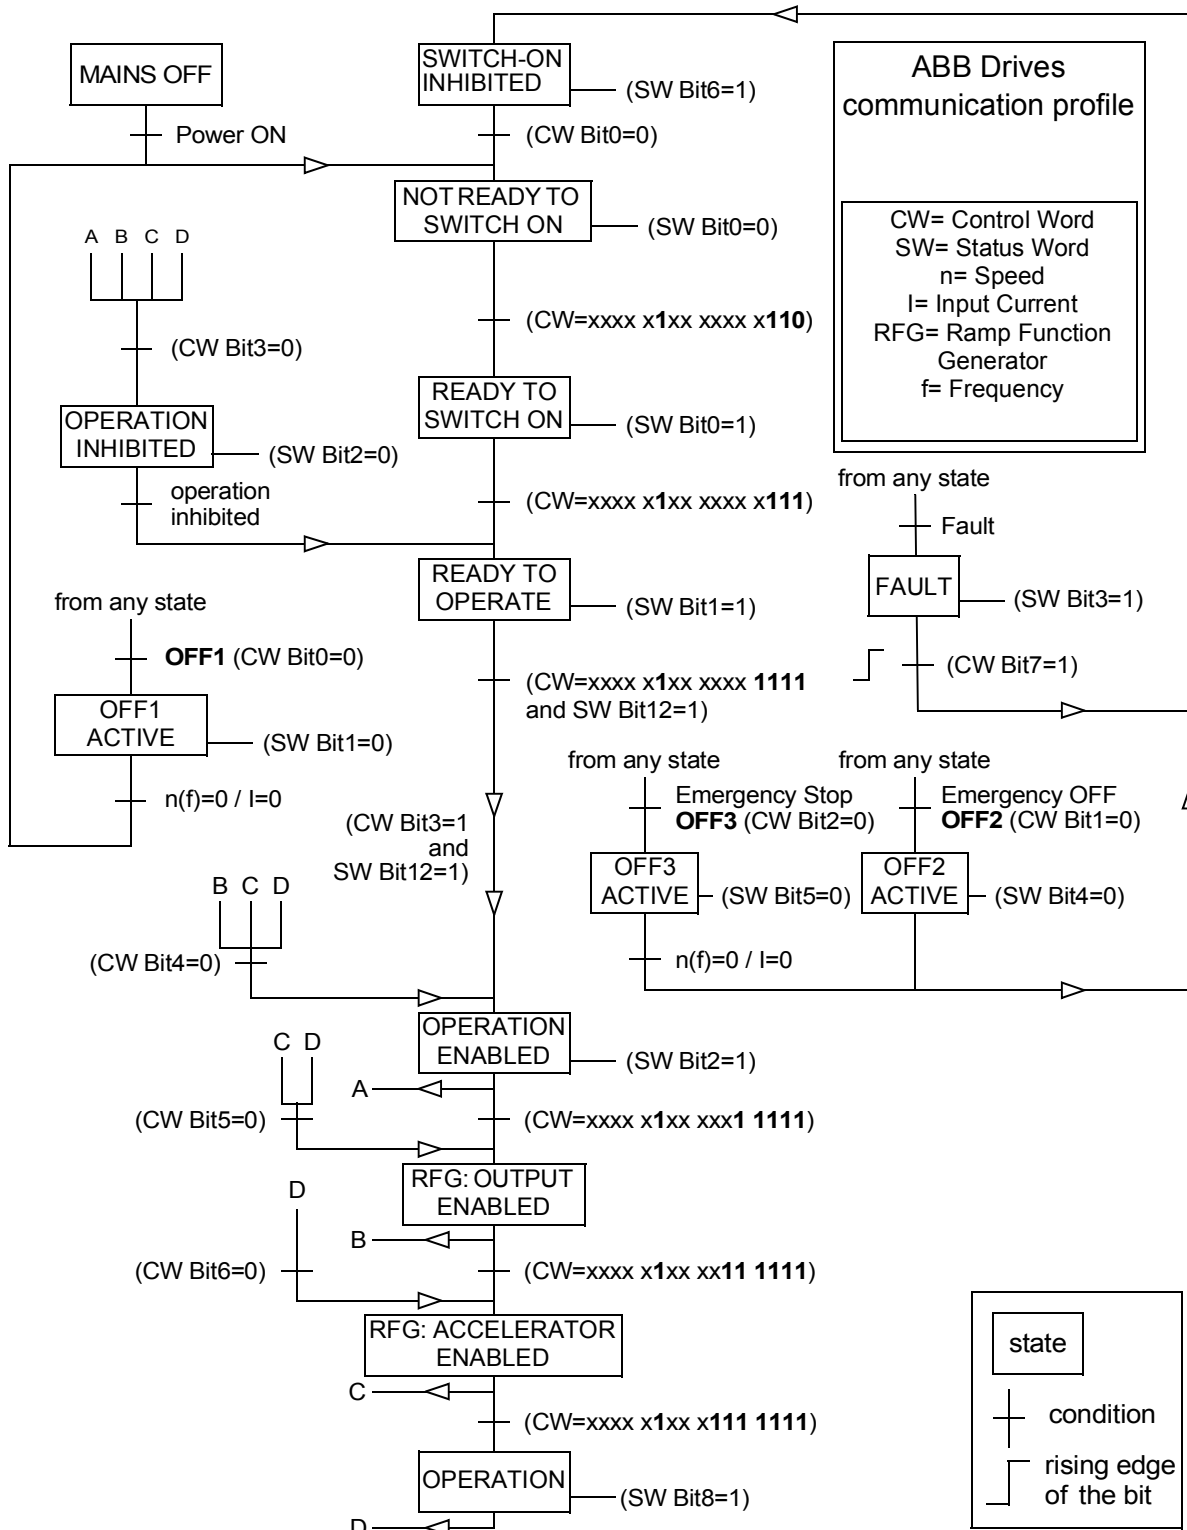 MAINS OFF
Power ON
SWITCH-ON
INHIBITED
(SW Bit6=1)
(CW Bit0=0)
ABB Drives
communication profile
CW= Control Word
SW= Status Word
n= Speed
I= Input Current
RFG= Ramp Function
Generator
f= Frequency
NOT READY TO
SWITCH ON
(SW Bit0=0)
A B C D
(CW Bit3=0)
(CW=xxxx x1xx xxxx x110)
OPERATION
INHIBITED
(SW Bit2=0)
operation
inhibited
READY TO
SWITCH ON
(SW Bit0=1)
(CW=xxxx x1xx xxxx x111)
from any state
Fault
FAULT
(SW Bit3=1)
(CW Bit7=1)
READY TO
OPERATE
(SW Bit1=1)
from any state
OFF1 (CW Bit0=0)
OFF1
ACTIVE
(SW Bit1=0)
n(f)=0 / I=0
(CW=xxxx x1xx xxxx 1111
and SW Bit12=1)
(CW Bit3=1
and
SW Bit12=1)
from any state
Emergency Stop
OFF3 (CW Bit2=0)
OFF3
ACTIVE
(SW Bit5=0)
n(f)=0 / I=0
from any state
Emergency OFF
OFF2 (CW Bit1=0)
OFF2
ACTIVE
(SW Bit4=0)
B C D
(CW Bit4=0)
OPERATION
ENABLED
(SW Bit2=1)
C D
A
(CW Bit5=0)
(CW=xxxx x1xx xxx1 1111)
RFG: OUTPUT
ENABLED
D
B
(CW Bit6=0)
(CW=xxxx x1xx xx11 1111)
RFG: ACCELERATOR
ENABLED
C
(CW=xxxx x1xx x111 1111)
OPERATION
(SW Bit8=1)
D
state
condition
rising edge
of the bit